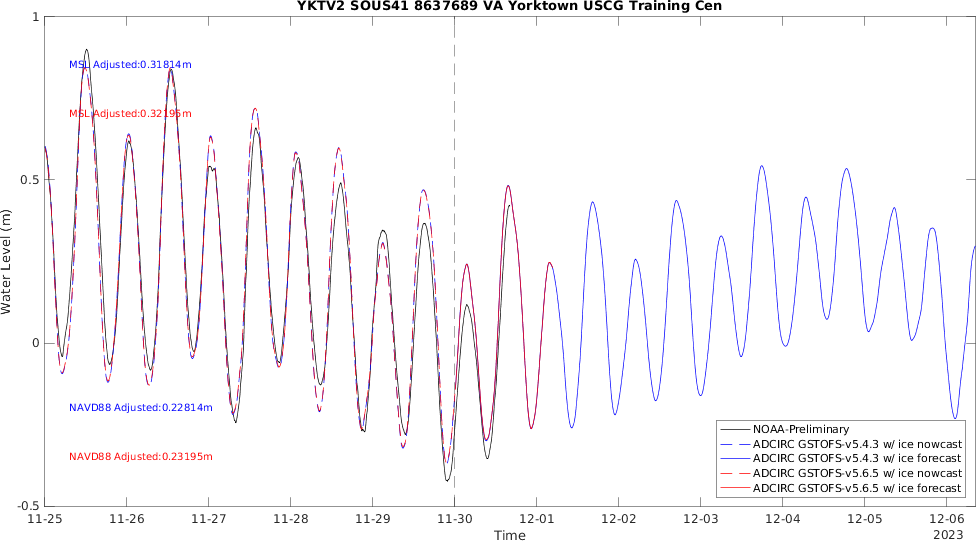 YKTV2 SOUS41 8637689 VA Yorktown USCG Training Cen
1
MSL Adjusted:0.31814m
MSL Adjusted:0.32195m
0.5
Water Level (m)
0
NAVD88 Adjusted:0.22814m
NAVD88 Adjusted:0.23195m
NOAA-Preliminary
ADCIRC GSTOFS-v5.4.3 w/ ice nowcast
ADCIRC GSTOFS-v5.4.3 w/ ice forecast
ADCIRC GSTOFS-v5.6.5 w/ ice nowcast
ADCIRC GSTOFS-v5.6.5 w/ ice forecast
-0.5
11-25 11-26 11-27 11-28 11-29 11-30 12-01 12-02 12-03 12-04 12-05 12-06
Time
2023